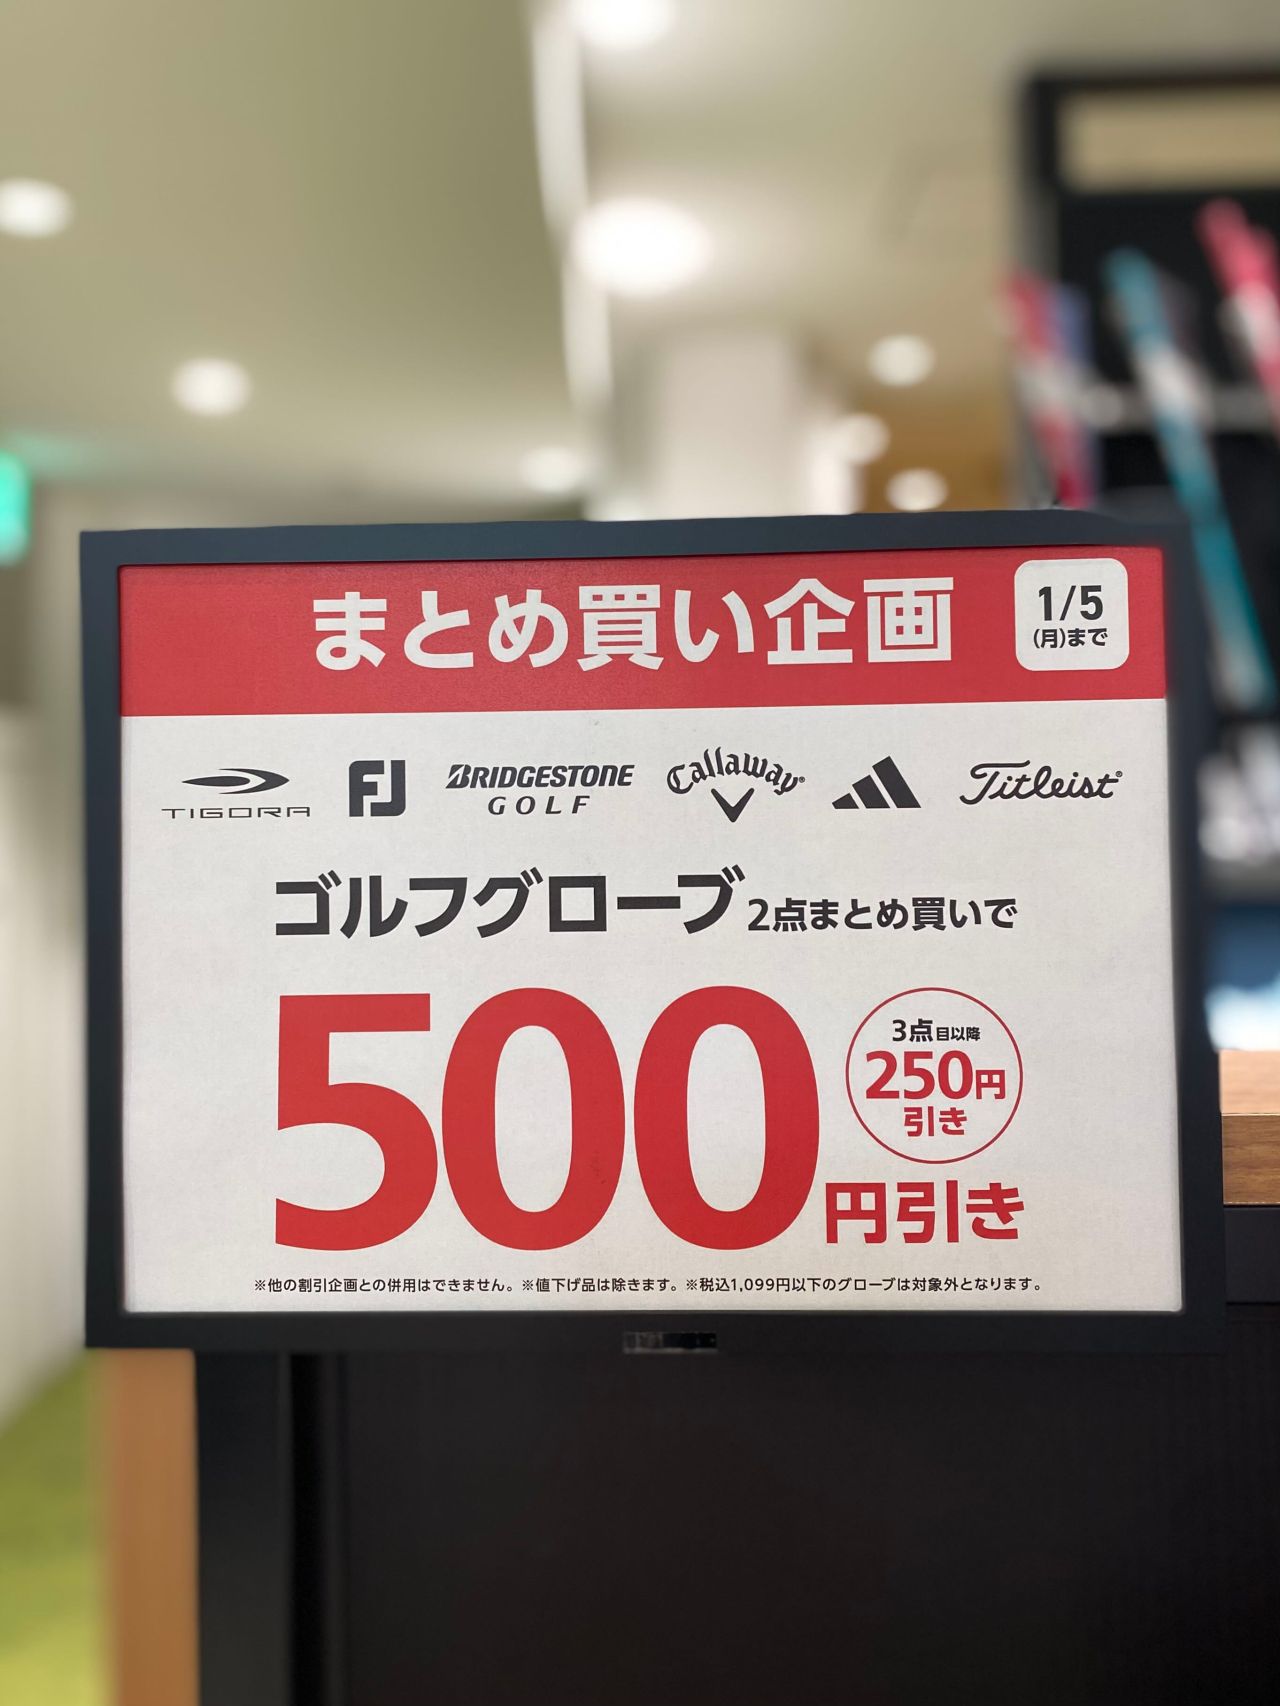 まとめ買い企画
1/5
(月)まで
TIGORA
FJ
BRIDGESTONE
GOLF
Callaway®
Titleist®
ゴルフグローブ2点まとめ買いで
500円引き
3点目以降
250円
引き
※他の割引企画との併用はできません。※値下げ品は除きます。※税込1,099円以下のグローブは対象外となります。